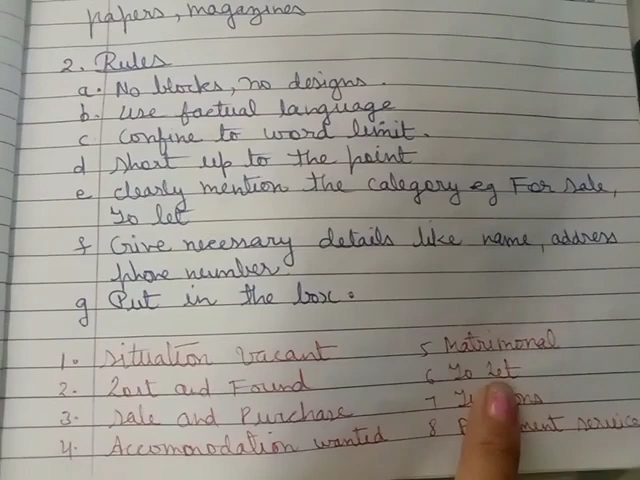 papers, magazines
2. Rules
a. No blocks, no designs.
b. use factual language
c confine to word limit.
d short up to the point
e clearly mention the category eg For sale,
To let
f Give necessary details like name, address
phone number
g Put in the box.
1. Situation Vacant
2. Lost and Found
3. Sale and Purchase
4. Accomonodation wanted
5 Matrimonal
6 To let
7
8 service